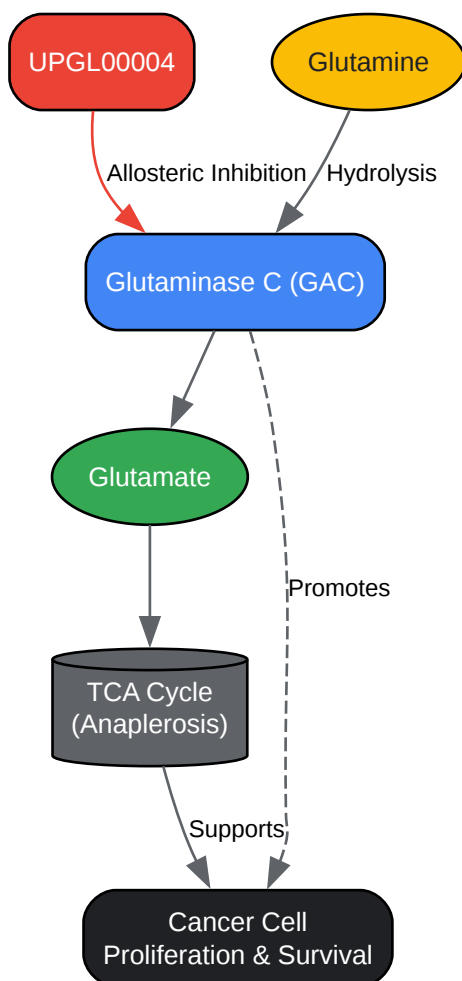 UPGL00004
Glutamine
Allosteric Inhibition
Hydrolysis
Glutaminase C (GAC)
Glutamate
Promotes
TCA Cycle
(Anaplerosis)
Supports
Cancer Cell
Proliferation & Survival